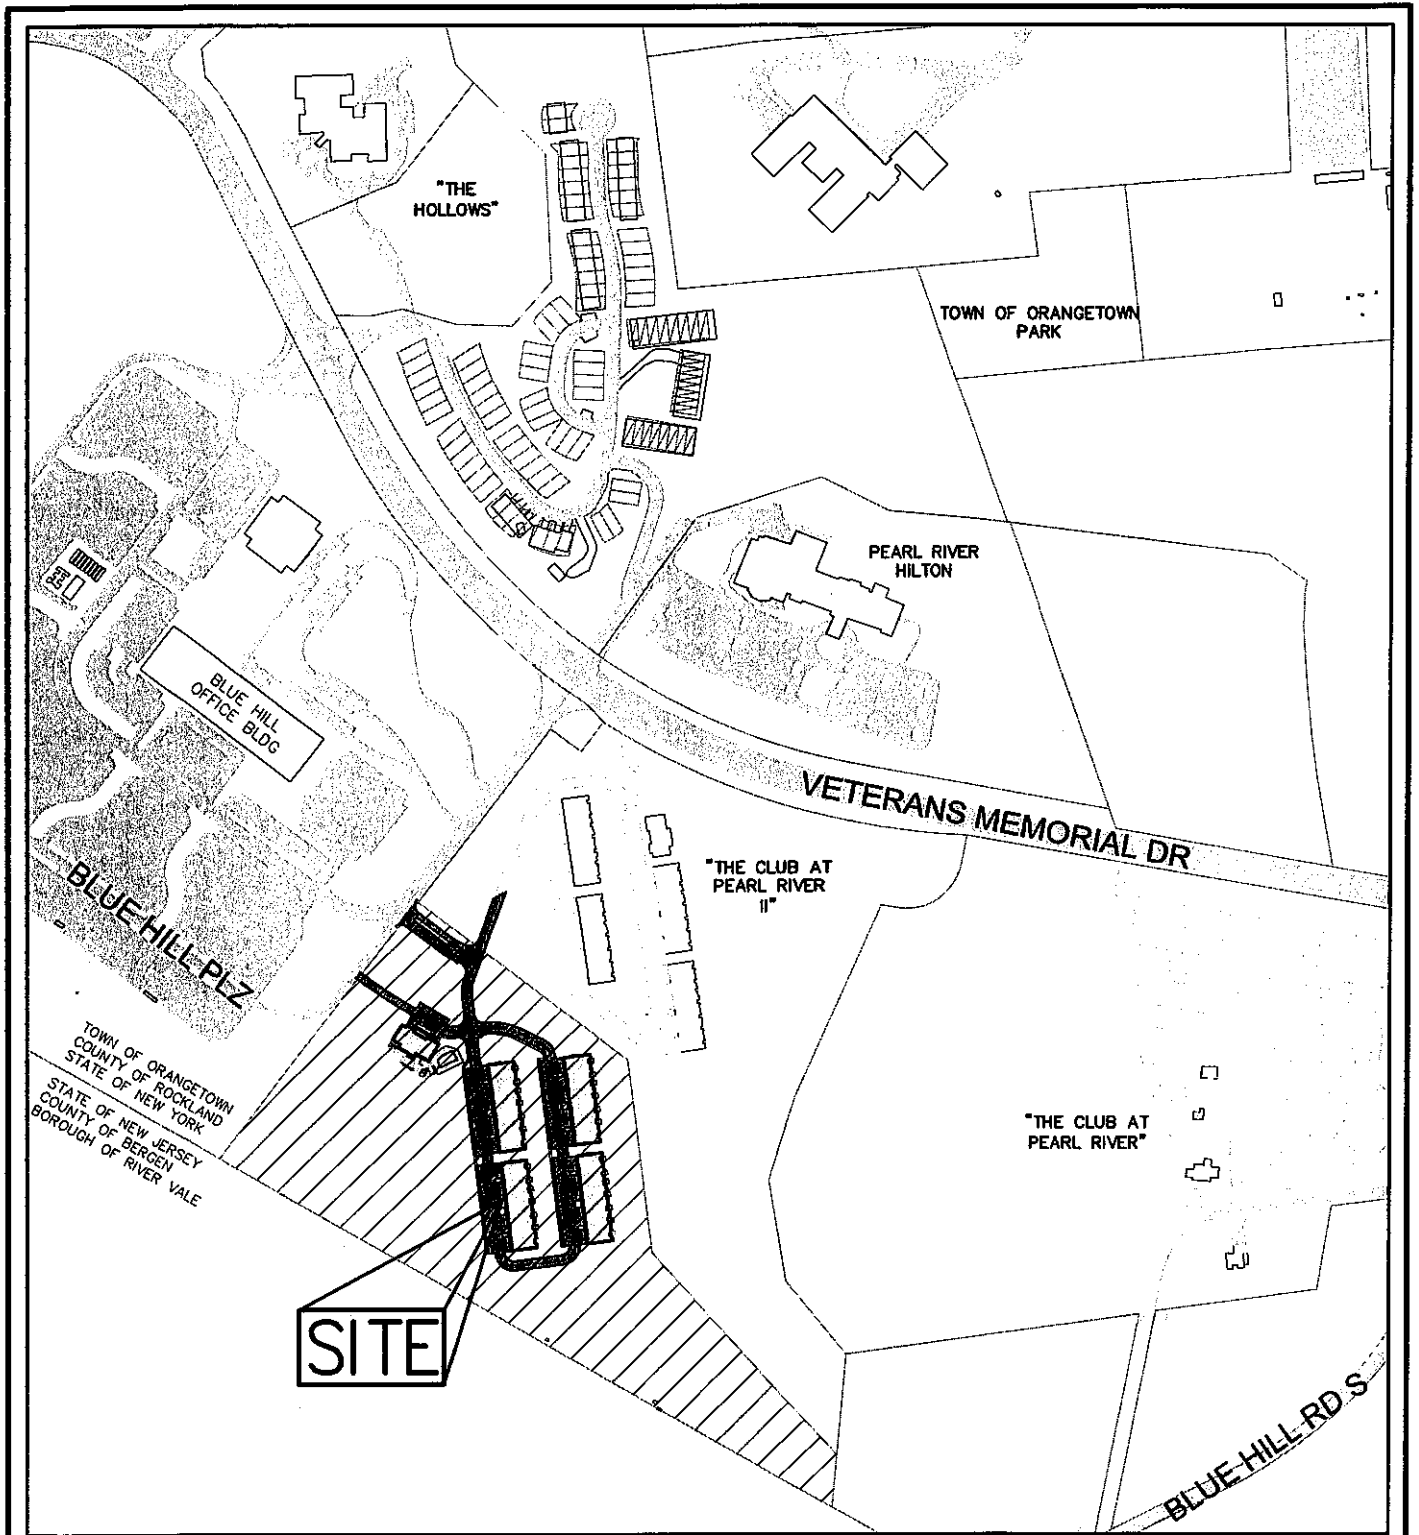 "THE
HOLLOWS"
TOWN OF ORANGETOWN
PARK
PEARL RIVER
HILTON
BLUE HILL
OFFICE BLDG
VETERANS MEMORIAL DR
"THE CLUB AT
PEARL RIVER
II"
BLUE HILL PLZ
TOWN OF ORANGETOWN
COUNTY OF ROCKLAND
STATE OF NEW YORK
STATE OF NEW JERSEY
COUNTY OF BERGEN
BOROUGH OF RIVER VALE
"THE CLUB AT
PEARL RIVER"
SITE
BLUE HILL RD S